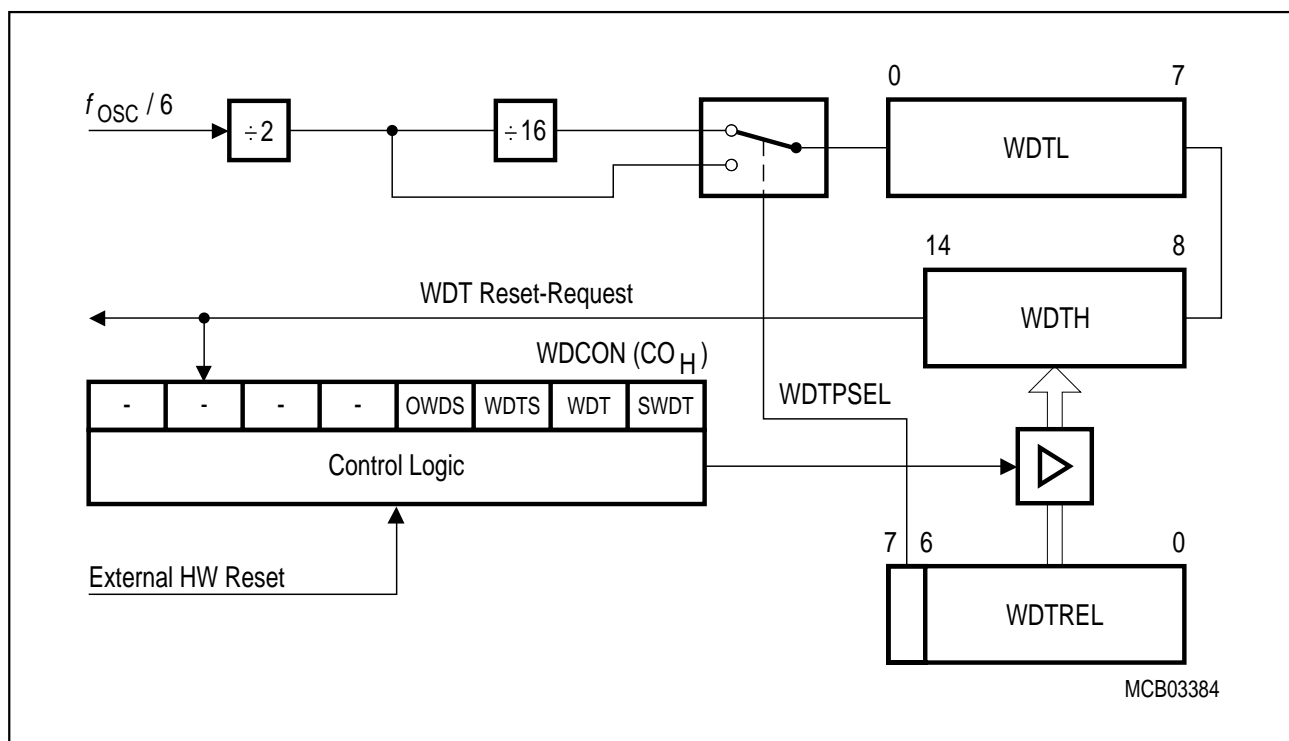 0 7
f OSC / 6
÷2
÷16
WDTL
14 8
WDT Reset-Request
WDTH
WDCON (CO H )
- - - - OWDS WDTS WDT SWDT
WDTPSEL
Control Logic
7 6 0
External HW Reset
WDTREL
MCB03384